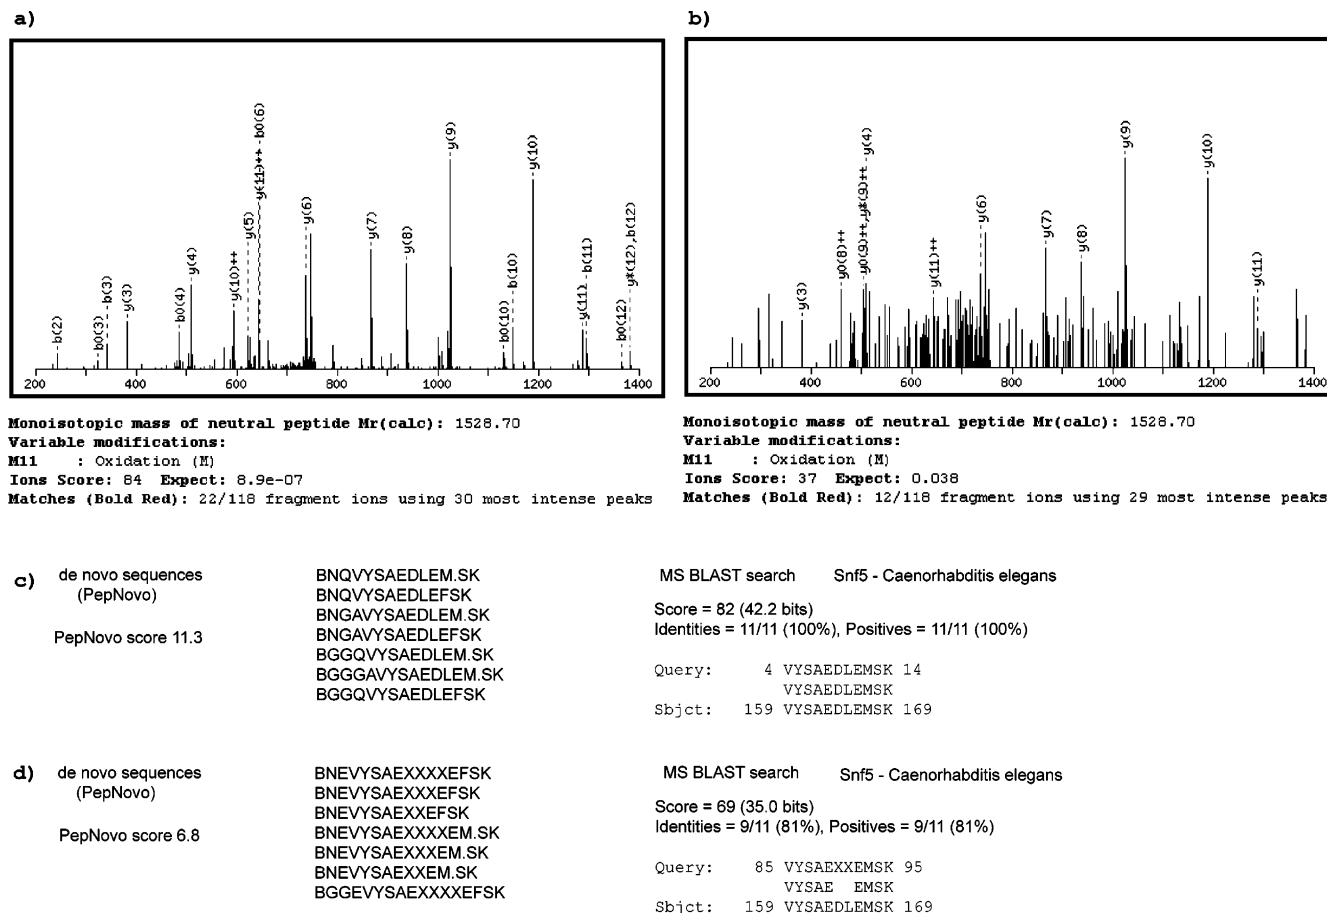 a)
b(2)
b0(3)
b(3)
y(3)
b0(4)
y(4)
y(10)++
y(5)
y(11)++ b0(6)
y(6)
y(7)
y(8)
y(9)
b0(10)
b(10)
y(10)
y(11)
b(11)
b0(12)
y*(12),b(12)
200 400 600 800 1000 1200 1400
Monoisotopic mass of neutral peptide Mr(calc): 1528.70
Variable modifications:
M11 : Oxidation (M)
Ions Score: 84 Expect: 8.9e-07
Matches (Bold Red): 22/118 fragment ions using 30 most intense peaks
b)
y(3)
y0(8)++
y0(9)++,y*(9)++ y(4)
y(11)++
y(6)
y(7)
y(8)
y(9)
y(10)
y(11)
200 400 600 800 1000 1200 1400
Monoisotopic mass of neutral peptide Mr(calc): 1528.70
Variable modifications:
M11 : Oxidation (M)
Ions Score: 37 Expect: 0.038
Matches (Bold Red): 12/118 fragment ions using 29 most intense peaks
c)
de novo sequences
(PepNovo)
PepNovo score 11.3
BNQVYSAEDLEM.SK
BNQVYSAEDLEFSK
BNGAVYSAEDLEM.SK
BNGAVYSAEDLEFSK
BGGQVYSAEDLEM.SK
BGGGAVYSAEDLEM.SK
BGGQVYSAEDLEFSK
MS BLAST search Snf5 - Caenorhabditis elegans
Score = 82 (42.2 bits)
Identities = 11/11 (100%), Positives = 11/11 (100%)
Query: 4 VYSAEDLEMSK 14
VYSAEDLEMSK
Sbjct: 159 VYSAEDLEMSK 169
d)
de novo sequences
(PepNovo)
PepNovo score 6.8
BNEVYSAEXXXXEFSK
BNEVYSAEXXXEFSK
BNEVYSAEXXEFSK
BNEVYSAEXXXXEM.SK
BNEVYSAEXXXEM.SK
BNEVYSAEXXEM.SK
BGGEVYSAEXXXXEFSK
MS BLAST search Snf5 - Caenorhabditis elegans
Score = 69 (35.0 bits)
Identities = 9/11 (81%), Positives = 9/11 (81%)
Query: 85 VYSAEXXEMSK 95
VYSAE EMSK
Sbjct: 159 VYSAEDLEMSK 169